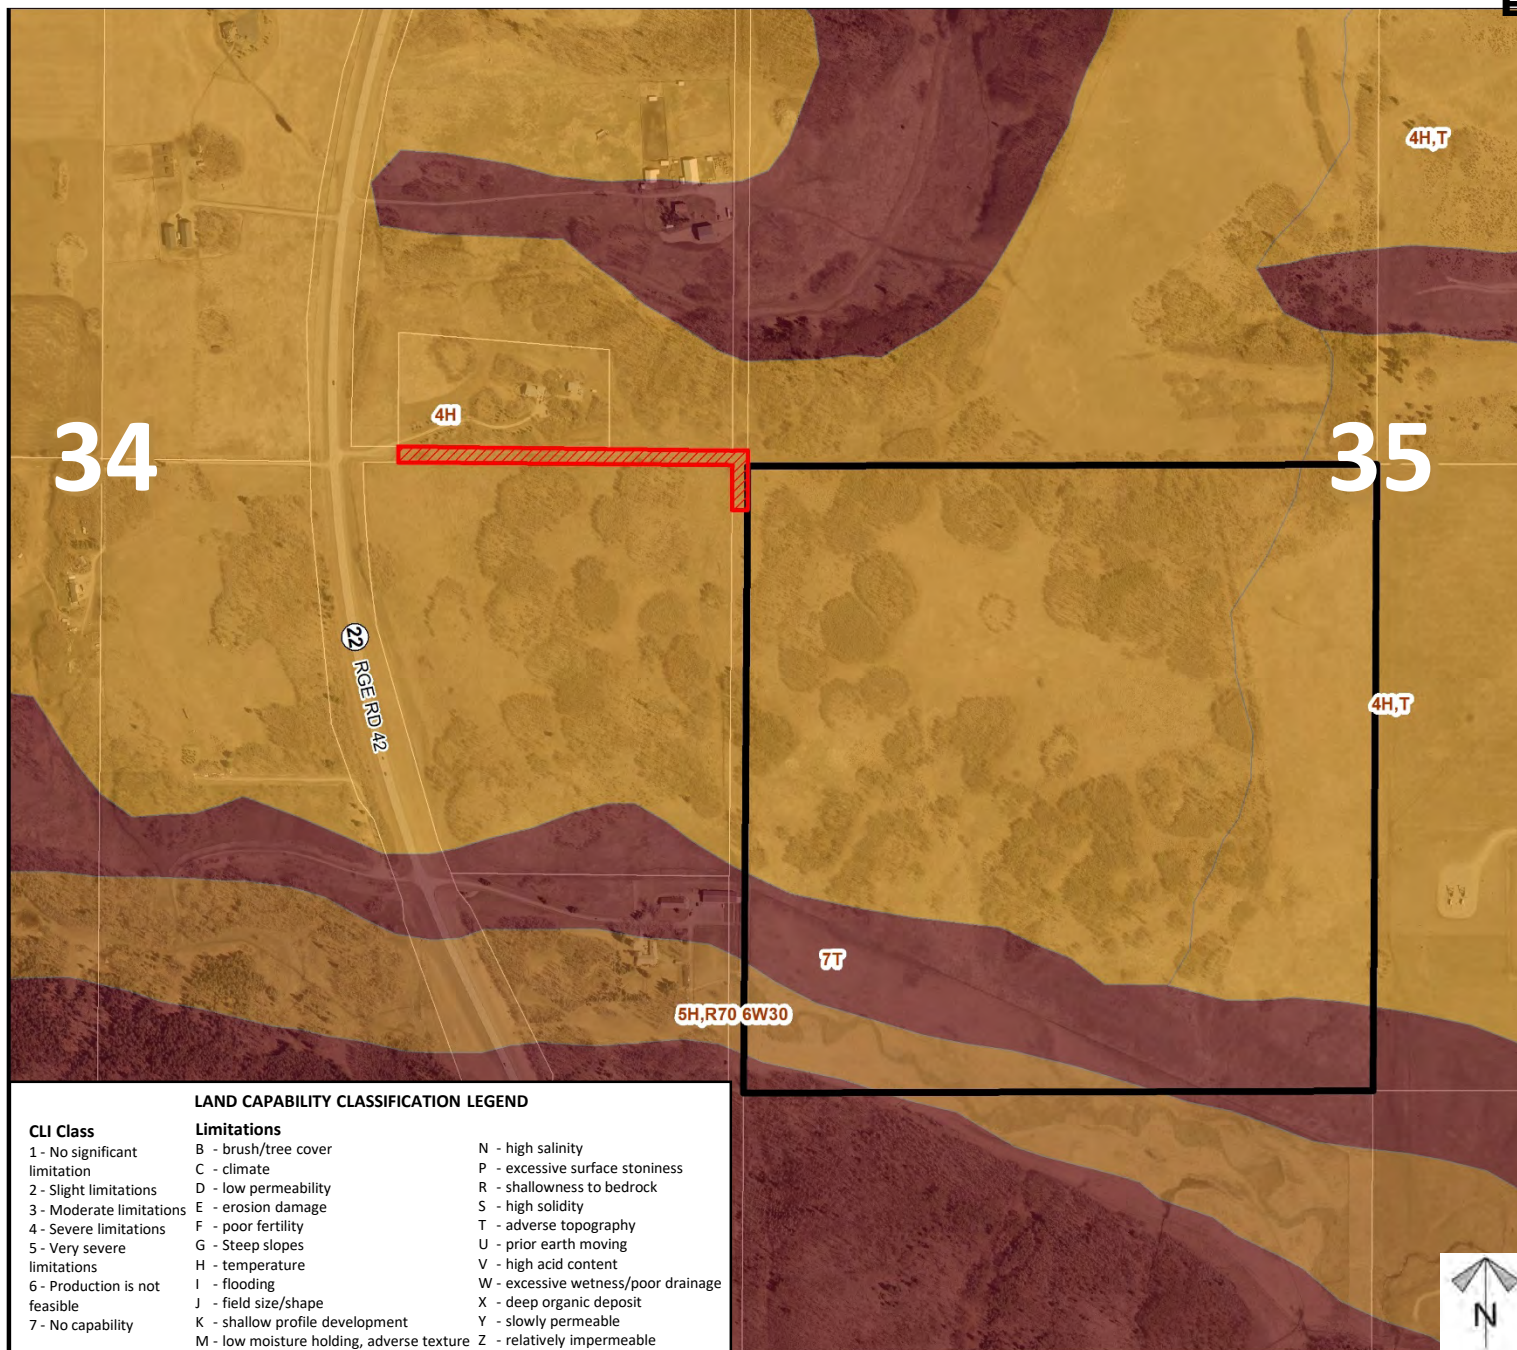 4H,T
4H
34
35
22
RGE RD 42
4H,T
7T
5H,R70 6W30
LAND CAPABILITY CLASSIFICATION LEGEND
CLI Class
1 - No significant
limitation
2 - Slight limitations
3 - Moderate limitations
4 - Severe limitations
5 - Very severe
limitations
6 - Production is not
feasible
7 - No capability
Limitations
B - brush/tree cover
C - climate
D - low permeability
E - erosion damage
F - poor fertility
G - Steep slopes
H - temperature
I - flooding
J - field size/shape
K - shallow profile development
M - low moisture holding, adverse texture
N - high salinity
P - excessive surface stoniness
R - shallowness to bedrock
S - high solidity
T - adverse topography
U - prior earth moving
V - high acid content
W - excessive wetness/poor drainage
X - deep organic deposit
Y - slowly permeable
Z - relatively impermeable
N